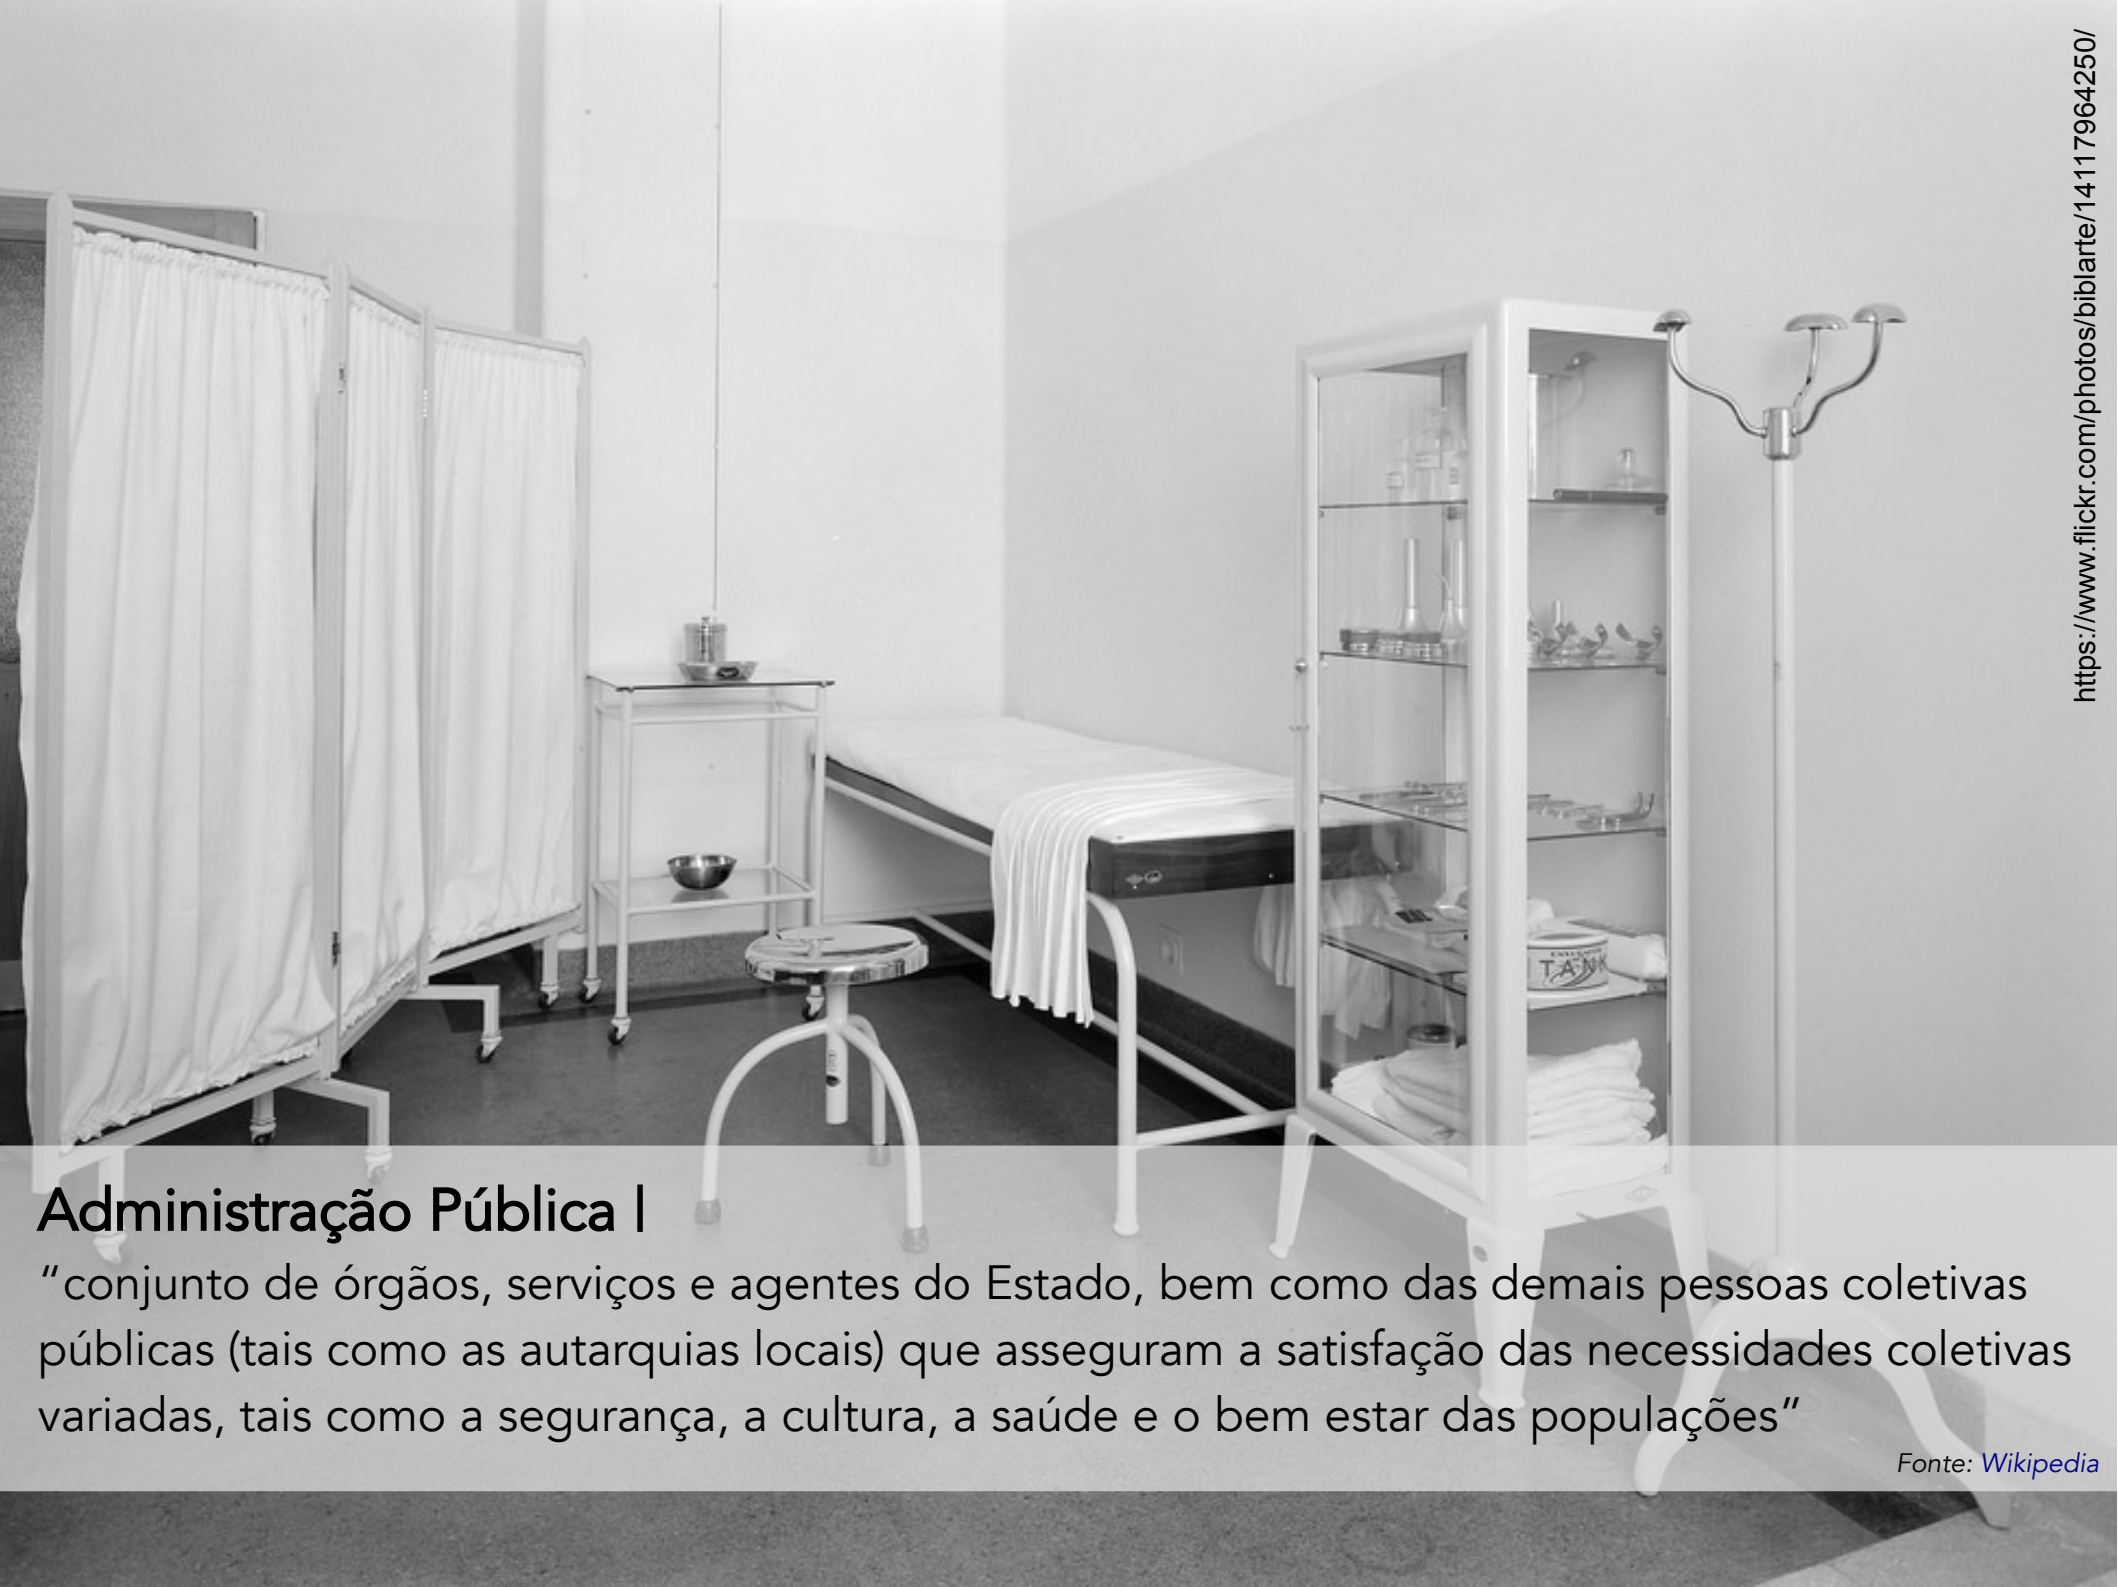 https://www.flickr.com/photos/biblarte/14117964250/
TANK
Administração Pública |
“conjunto de órgãos, serviços e agentes do Estado, bem como das demais pessoas coletivas
públicas (tais como as autarquias locais) que asseguram a satisfação das necessidades coletivas
variadas, tais como a segurança, a cultura, a saúde e o bem estar das populações”
Fonte: Wikipedia